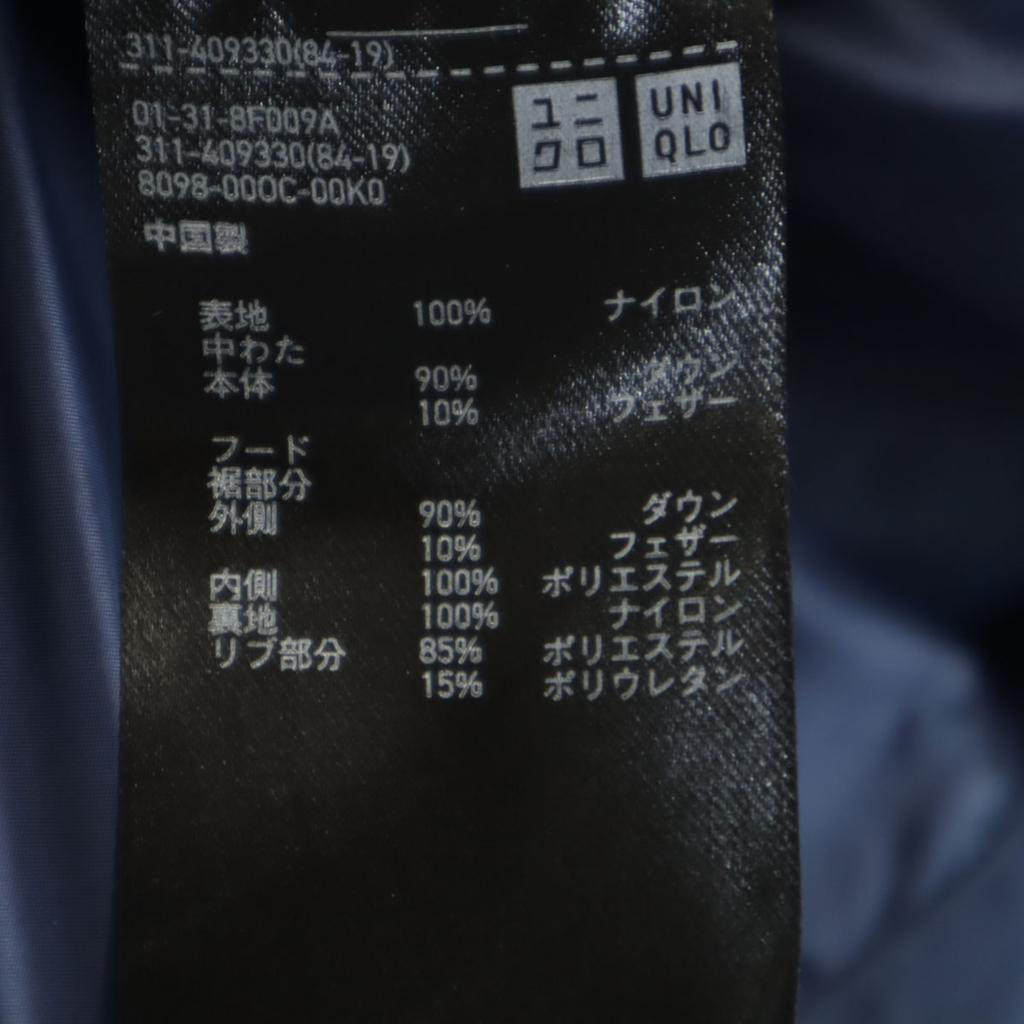 311-409330(84-19)
ユニ
クロ
UNI
QLO
01-31-8F009A
311-409330(84-19)
8098-000C-00K0
中国製
表地 100% ナイロン
中わた
本体 90% ダウン
10% フェザー
フード
裾部分
外側 90% ダウン
10% フェザー
内側 100% ポリエステル
裏地 100% ナイロン
リブ部分 85% ポリエステル
15% ポリウレタン